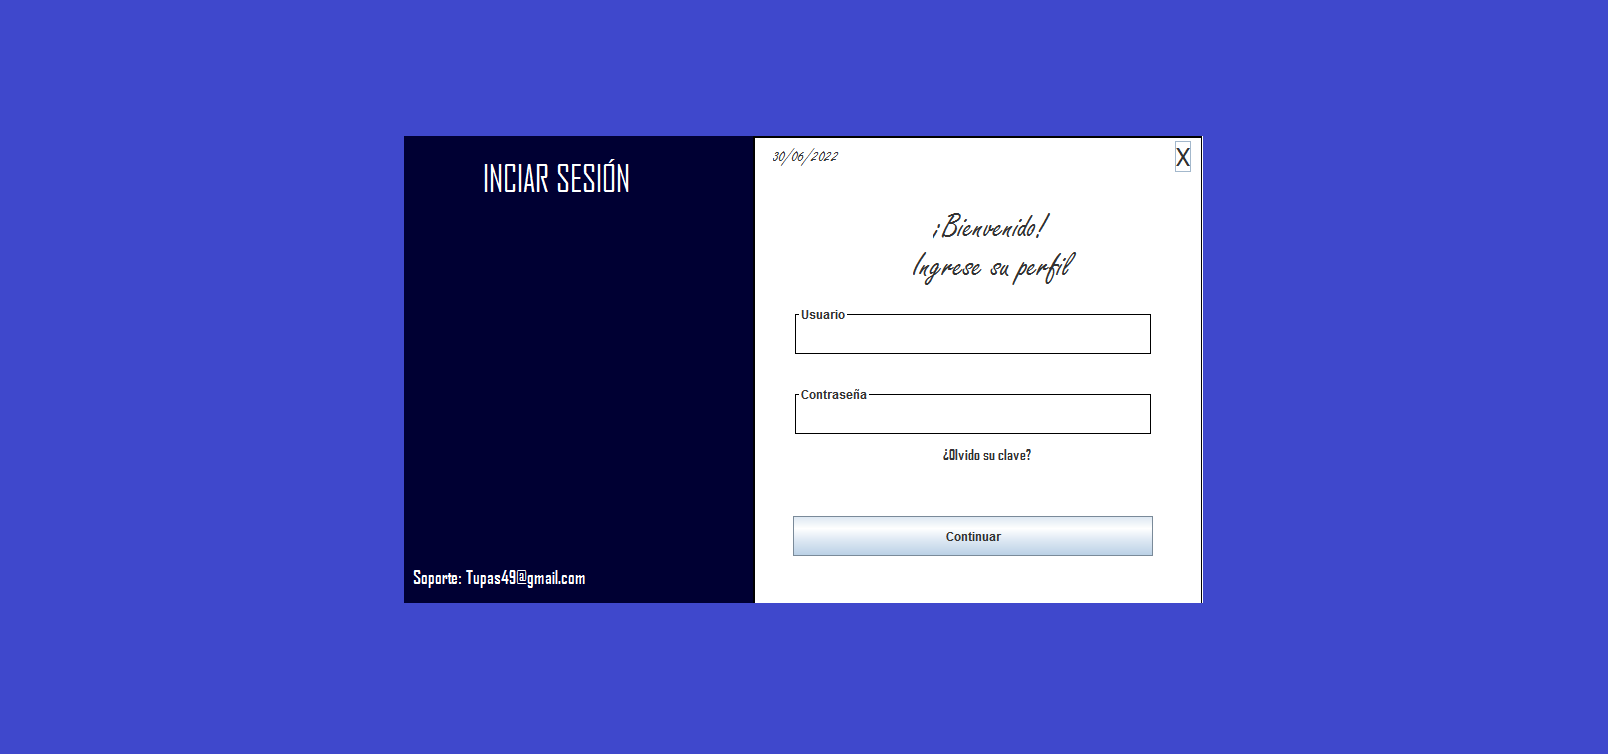 INCIAR SESIÓN
Soporte: Tupas49@gmail.com
30/06/2022
X
¡Bienvenido!
Ingrese su perfil
Usuario
Contraseña
¿Olvido su clave?
Continuar